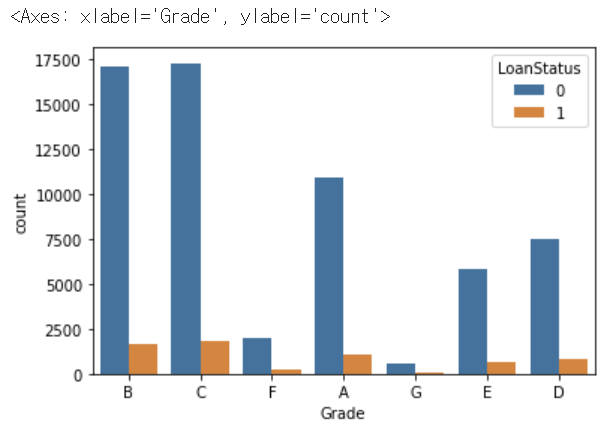 <Axes: xlabel='Grade', ylabel='count'>
17500
15000
12500
10000
7500
5000
2500
0
count
LoanStatus
0
1
B C F A G E D
Grade